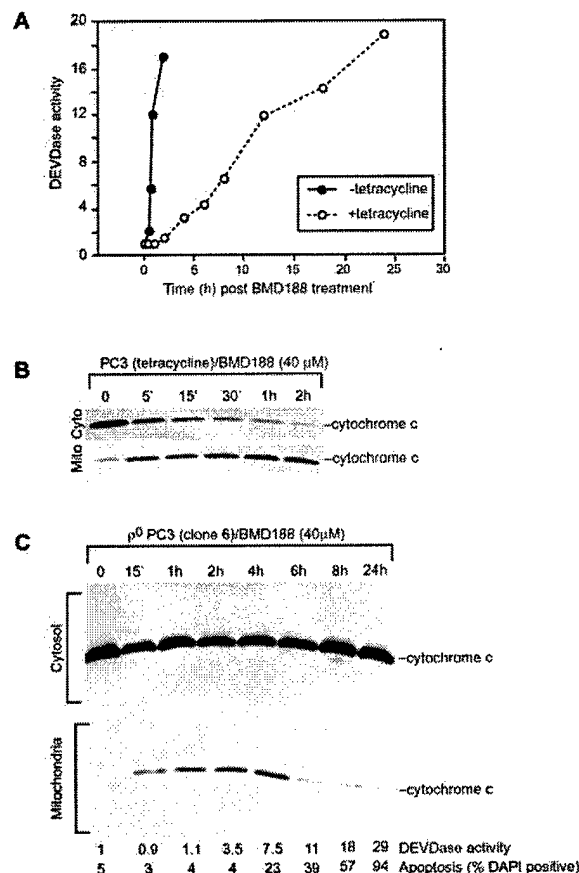 A
20
16
12
8
4
0
DEVDase activity
-tetracycline
+tetracycline
0 5 10 15 20 25 30
Time (h) post BMD188 treatment
B
PC3 (tetracycline)/BMD188 (40 µM)
0 5' 15' 30' 1h 2h
Cyto
-cytochrome c
Mito
-cytochrome c
C
ρ⁰ PC3 (clone 6)/BMD188 (40µM)
0 15' 1h 2h 4h 6h 8h 24h
Cytosol
-cytochrome c
Mitochondria
-cytochrome c
1 0.9 1.1 3.5 7.5 11 18 29 DEVDase activity
5 3 4 4 23 39 57 94 Apoptosis (% DAPI positive)